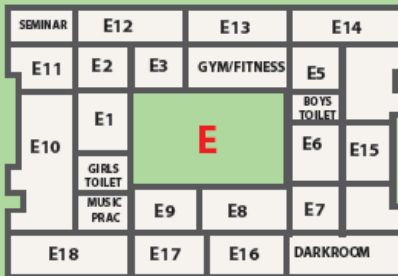 SEMINAR
E12
E13
E14
E11
E2
E3
GYM/FITNESS
E5
BOYS
TOILET
E1
E
E10
E6
E15
GIRLS
TOILET
MUSIC
PRAC
E9
E8
E7
E18
E17
E16
DARKROOM